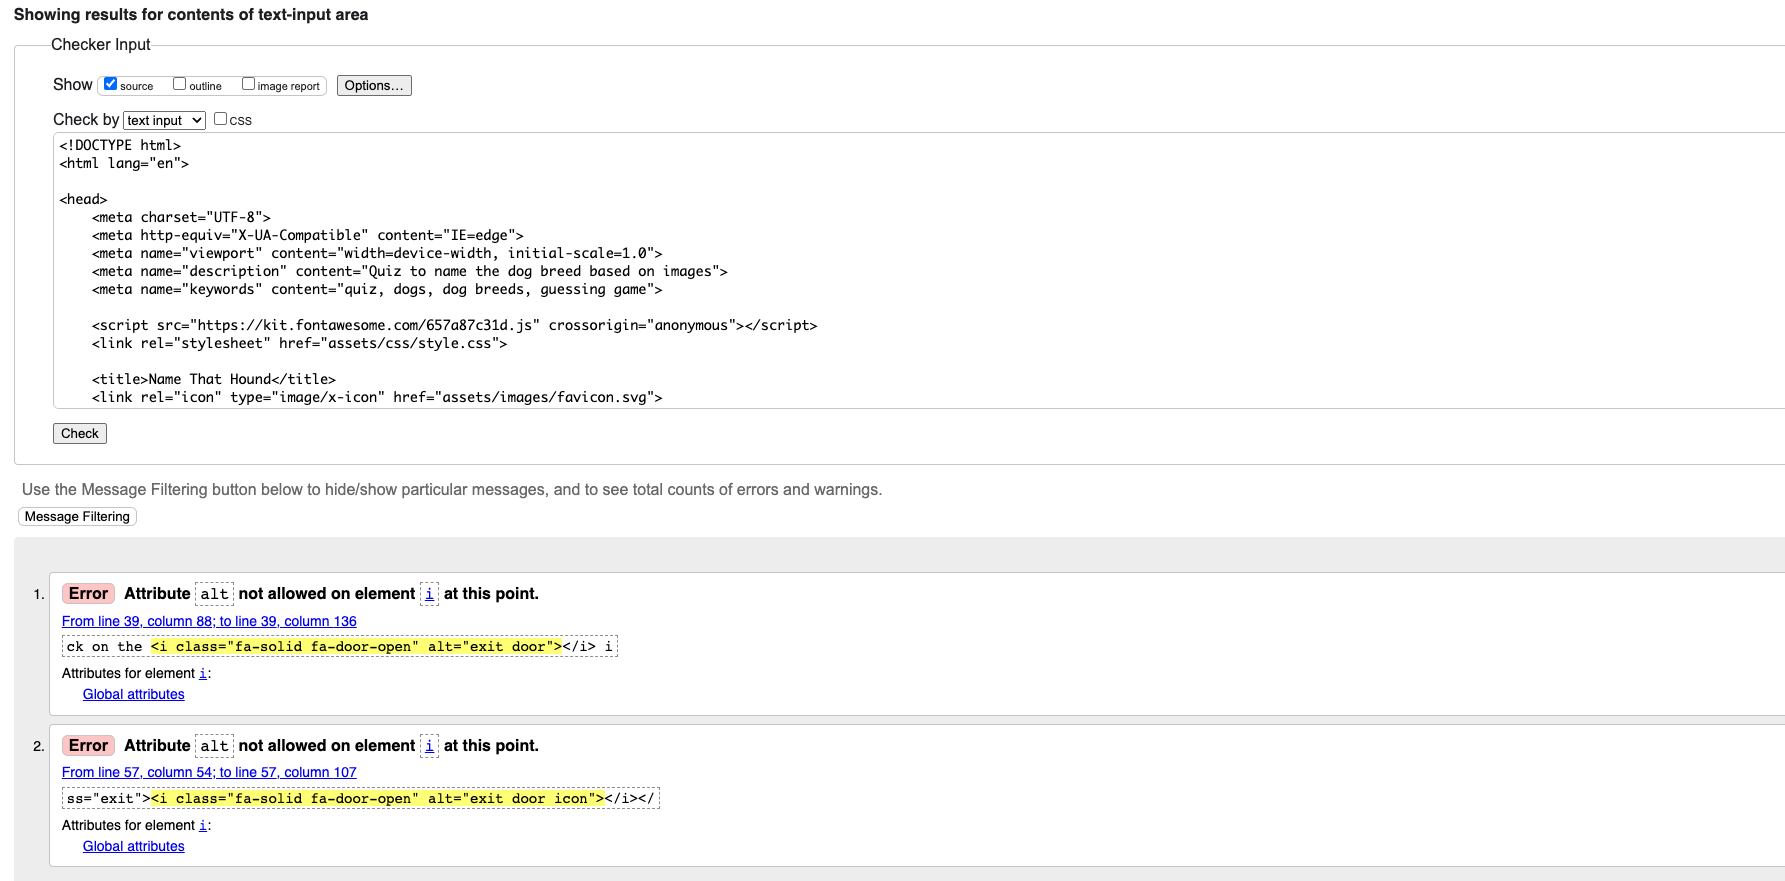 Showing results for contents of text-input area
Checker Input
Show source outline image report Options...
Check by text input css
<!DOCTYPE html>
<html lang="en">
<head>
<meta charset="UTF-8">
<meta http-equiv="X-UA-Compatible" content="IE=edge">
<meta name="viewport" content="width=device-width, initial-scale=1.0">
<meta name="description" content="Quiz to name the dog breed based on images">
<meta name="keywords" content="quiz, dogs, dog breeds, guessing game">
<script src="https://kit.fontawesome.com/657a87c31d.js" crossorigin="anonymous"></script>
<link rel="stylesheet" href="assets/css/style.css">
<title>Name That Hound</title>
<link rel="icon" type="image/x-icon" href="assets/images/favicon.svg">
Check
Use the Message Filtering button below to hide/show particular messages, and to see total counts of errors and warnings.
Message Filtering
1. Error Attribute alt not allowed on element i at this point.
From line 39, column 88; to line 39, column 136
ck on the <i class="fa-solid fa-door-open" alt="exit door"></i> i
Attributes for element i:
Global attributes
2. Error Attribute alt not allowed on element i at this point.
From line 57, column 54; to line 57, column 107
ss="exit"><i class="fa-solid fa-door-open" alt="exit door icon"></i></
Attributes for element i:
Global attributes